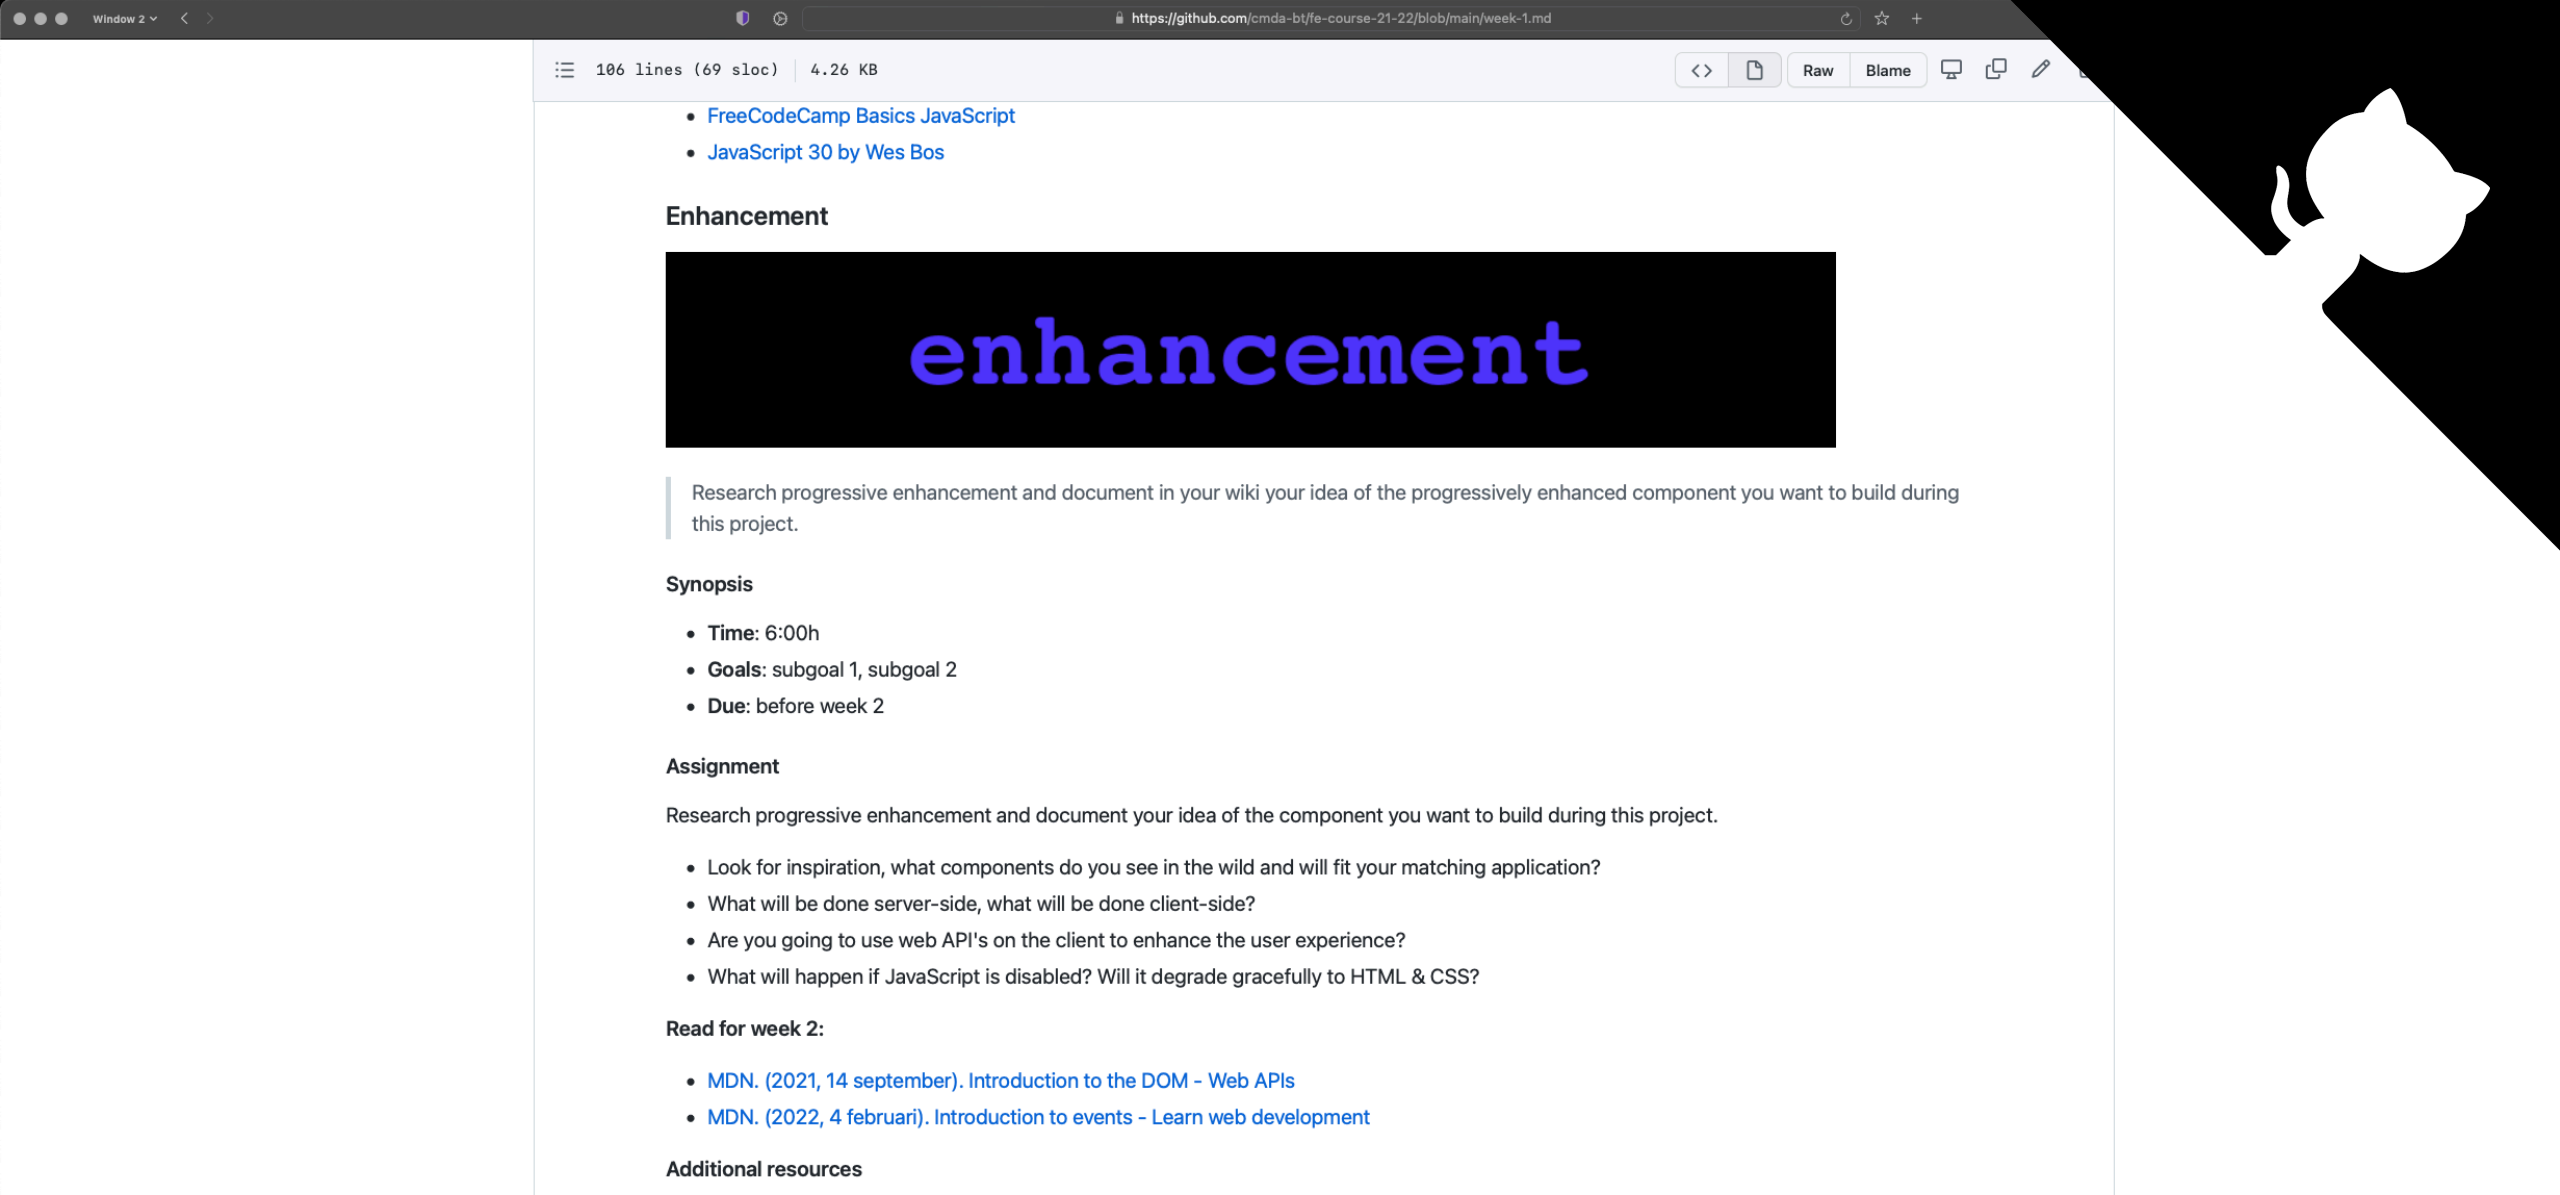 Window 2
https://github.com/cmda-bt/fe-course-21-22/blob/main/week-1.md
106 lines (69 sloc) 4.26 KB
Raw Blame
FreeCodeCamp Basics JavaScript
JavaScript 30 by Wes Bos
Enhancement
enhancement
Research progressive enhancement and document in your wiki your idea of the progressively enhanced component you want to build during
this project.
Synopsis
Time: 6:00h
Goals: subgoal 1, subgoal 2
Due: before week 2
Assignment
Research progressive enhancement and document your idea of the component you want to build during this project.
Look for inspiration, what components do you see in the wild and will fit your matching application?
What will be done server-side, what will be done client-side?
Are you going to use web API's on the client to enhance the user experience?
What will happen if JavaScript is disabled? Will it degrade gracefully to HTML & CSS?
Read for week 2:
MDN. (2021, 14 september). Introduction to the DOM - Web APIs
MDN. (2022, 4 februari). Introduction to events - Learn web development
Additional resources